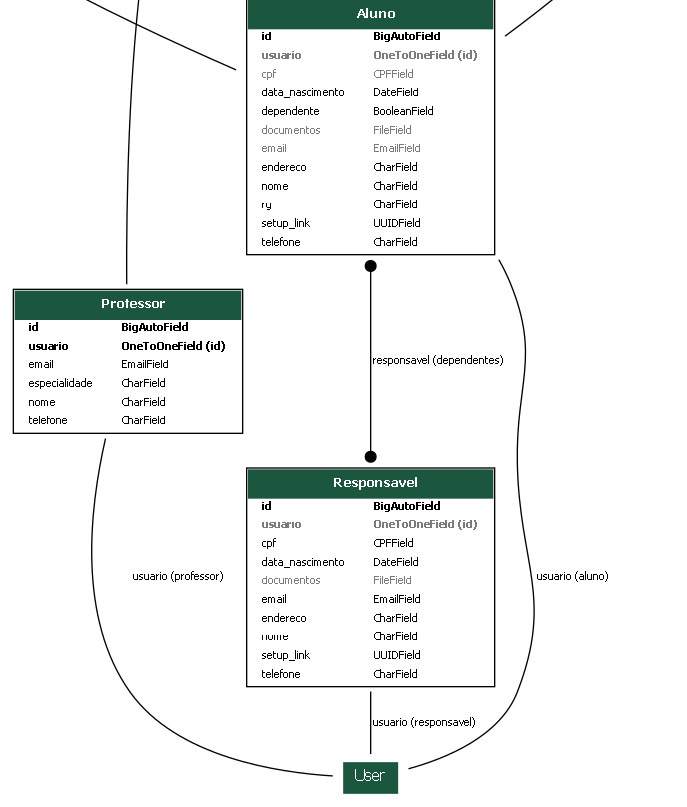 Aluno
id BigAutoField
usuario OneToOneField (id)
cpf CPFField
data_nascimento DateField
dependente BooleanField
documentos FileField
email EmailField
endereco CharField
nome CharField
rg CharField
setup_link UUIDField
telefone CharField
Professor
id BigAutoField
usuario OneToOneField (id)
email EmailField
especialidade CharField
nome CharField
telefone CharField
responsavel (dependentes)
Responsavel
id BigAutoField
usuario OneToOneField (id)
cpf CPFField
data_nascimento DateField
documentos FileField
email EmailField
endereco CharField
nome CharField
setup_link UUIDField
telefone CharField
usuario (professor)
usuario (aluno)
usuario (responsavel)
User